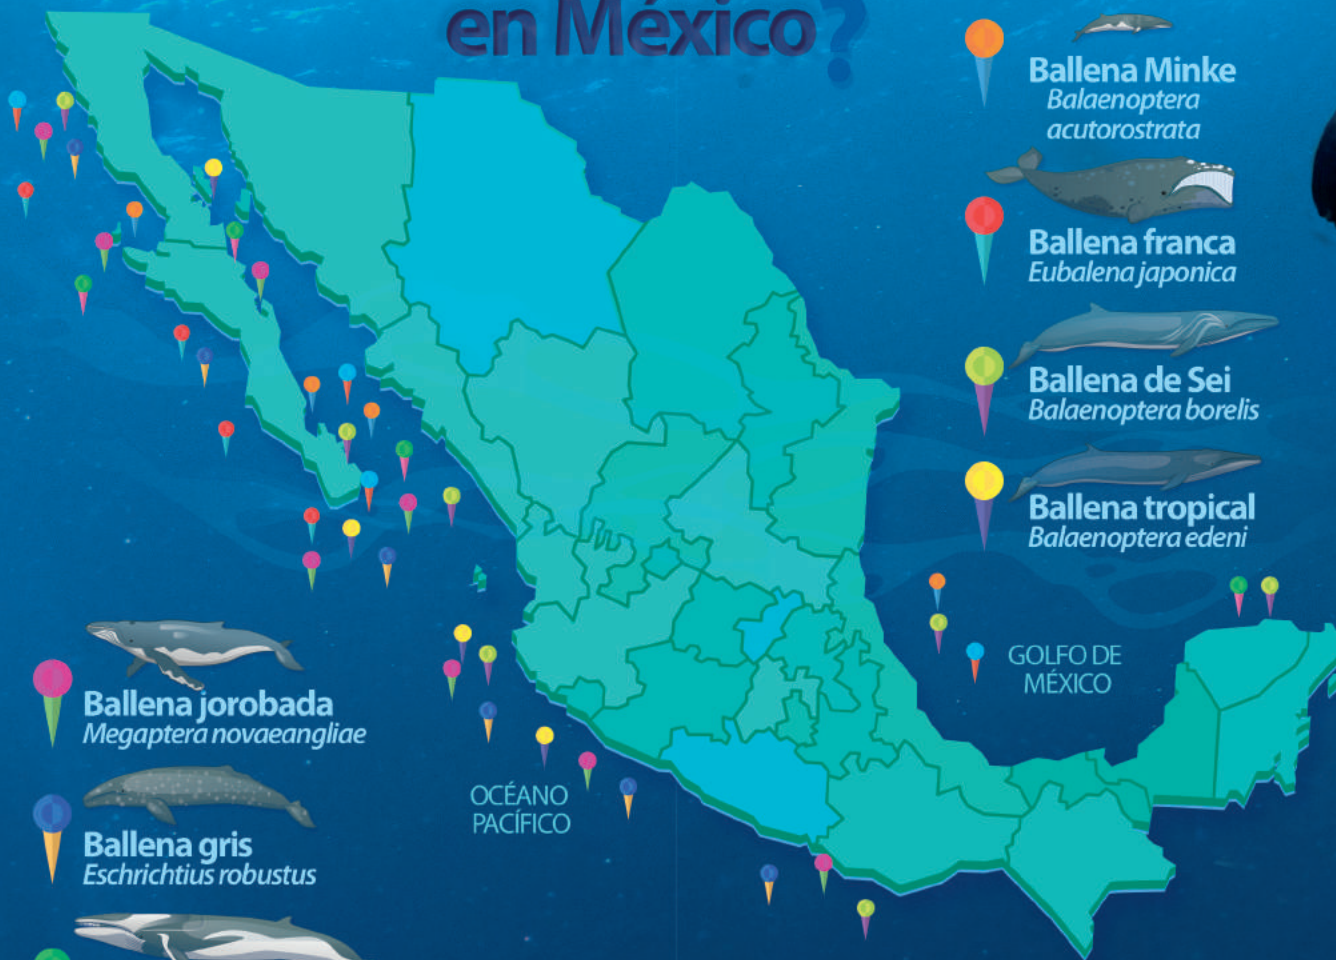 en México?
Ballena Minke
Balaenoptera
acutorostrata
Ballena franca
Eubalena japonica
Ballena de Sei
Balaenoptera borelis
Ballena tropical
Balaenoptera edeni
GOLFO DE
MÉXICO
Ballena jorobada
Megaptera novaeangliae
Ballena gris
Eschrichtius robustus
OCÉANO
PACÍFICO